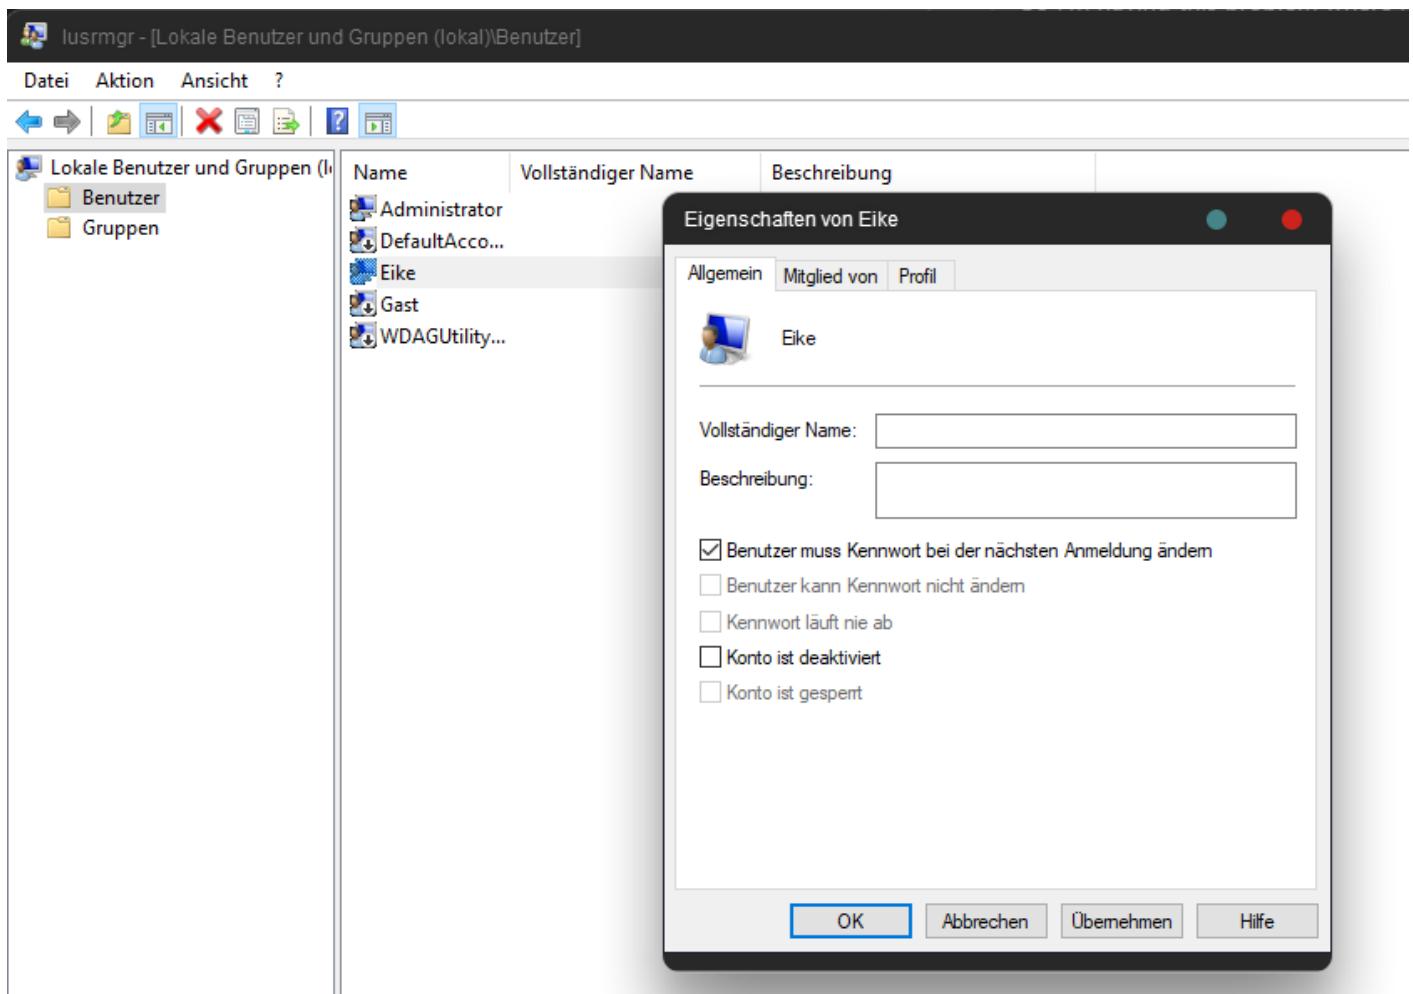 lusrmgr - [Lokale Benutzer und Gruppen (lokal)\Benutzer]
Datei Aktion Ansicht ?
Lokale Benutzer und Gruppen (l
Benutzer
Gruppen
Name Vollständiger Name Beschreibung
Administrator
DefaultAcco...
Eike
Gast
WDAGUtility...
Eigenschaften von Eike
Allgemein Mitglied von Profil
Eike
Vollständiger Name:
Beschreibung:
Benutzer muss Kennwort bei der nächsten Anmeldung ändern
Benutzer kann Kennwort nicht ändern
Kennwort läuft nie ab
Konto ist deaktiviert
Konto ist gesperrt
OK Abbrechen Übernehmen Hilfe